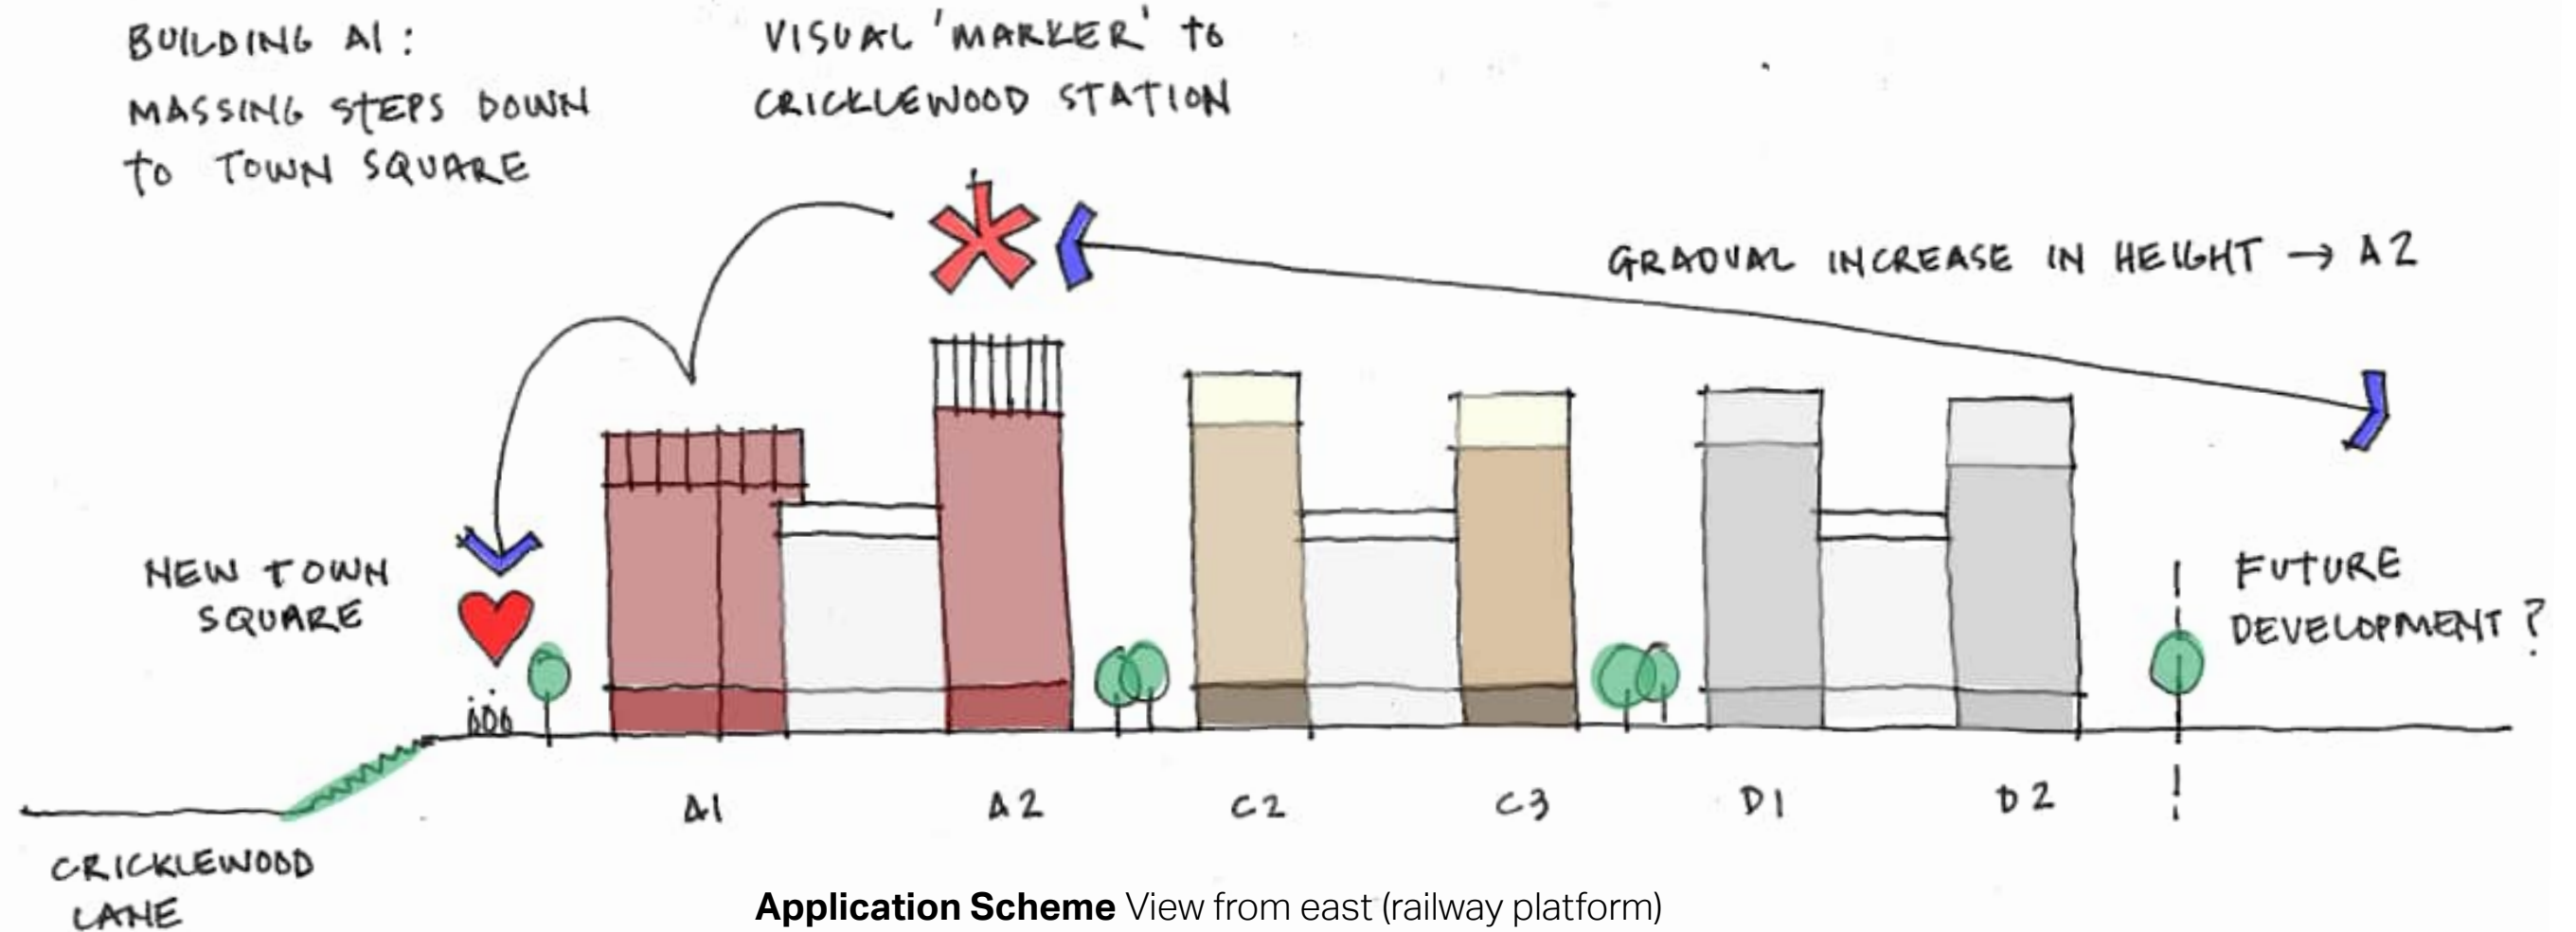 BUILDING A1:
MASSING STEPS DOWN
TO TOWN SQUARE
VISUAL 'MARKER' TO
CRICKLEWOOD STATION
GRADUAL INCREASE IN HEIGHT → A2
NEW TOWN
SQUARE
FUTURE
DEVELOPMENT?
A1
A2
C2
C3
D1
D2
CRICKLEWOOD
LANE
Application Scheme View from east (railway platform)